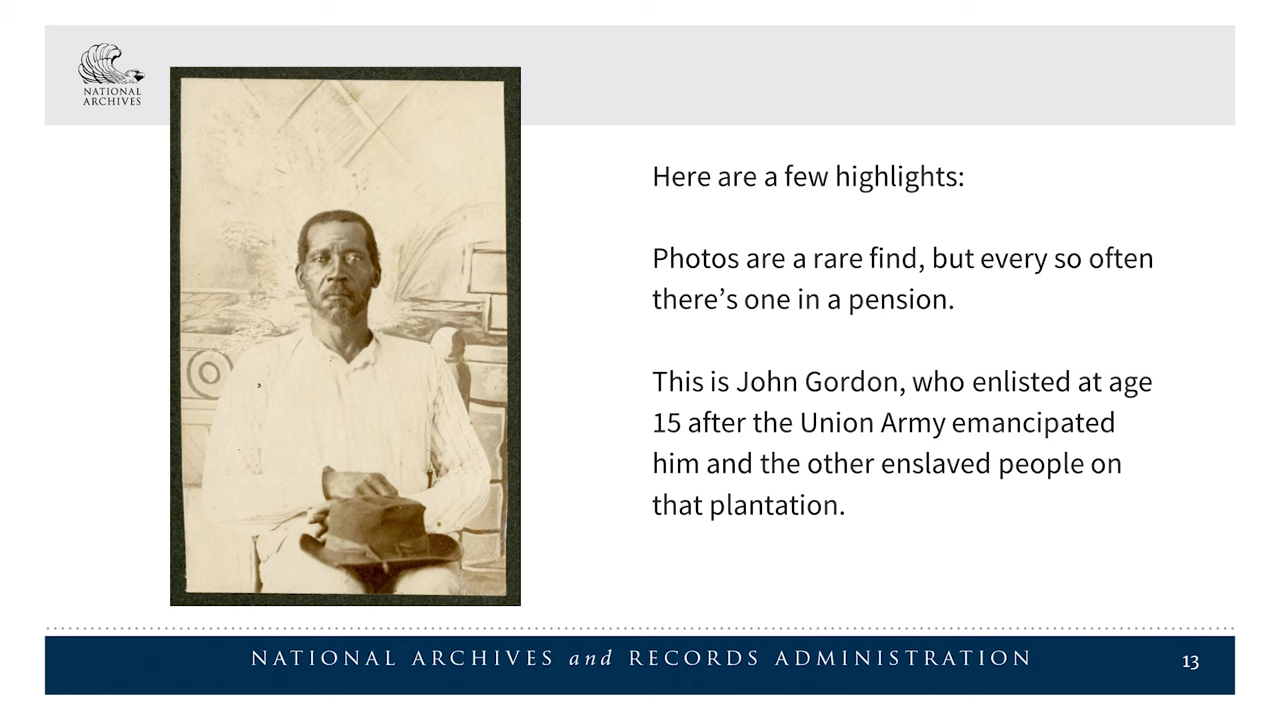 NATIONAL
ARCHIVES
Here are a few highlights:
Photos are a rare find, but every so often
there’s one in a pension.
This is John Gordon, who enlisted at age
15 after the Union Army emancipated
him and the other enslaved people on
that plantation.
NATIONAL ARCHIVES and RECORDS ADMINISTRATION
13